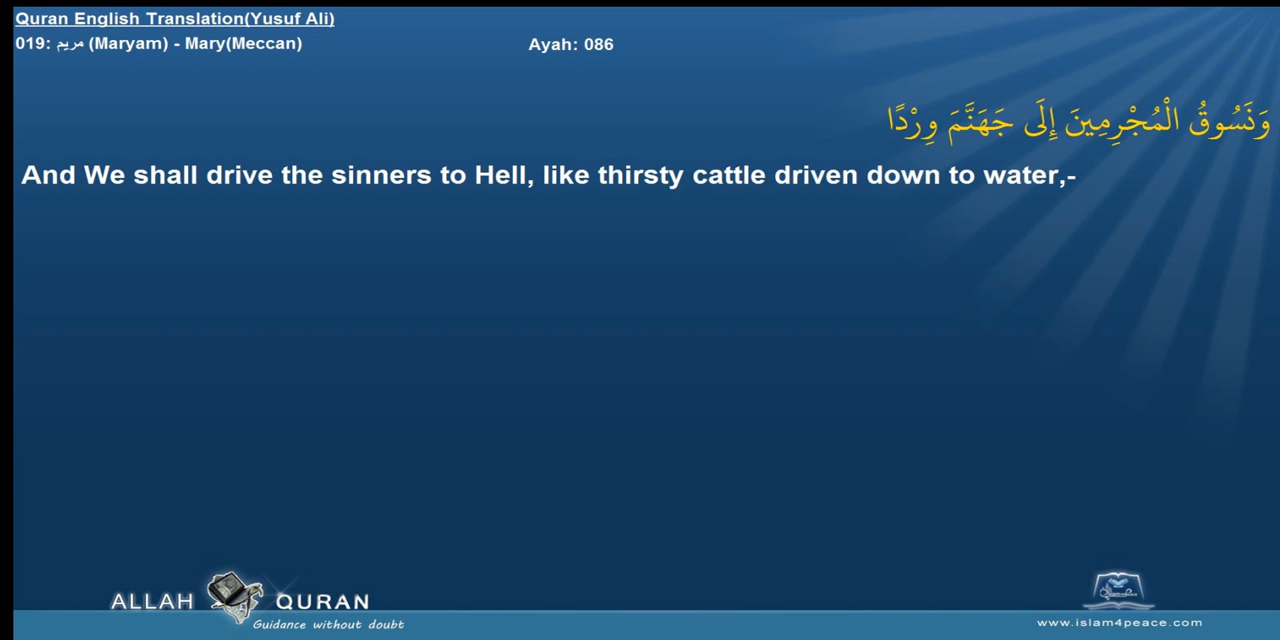 Quran English Translation(Yusuf Ali)
019: مريم (Maryam) - Mary(Meccan) Ayah: 086
وَنَسُوقُ الْمُجْرِمِينَ إِلَى جَهَنَّمَ وِرْدًا
And We shall drive the sinners to Hell, like thirsty cattle driven down to water,-
ALLAH QURAN
Guidance without doubt
www.islam4peace.com